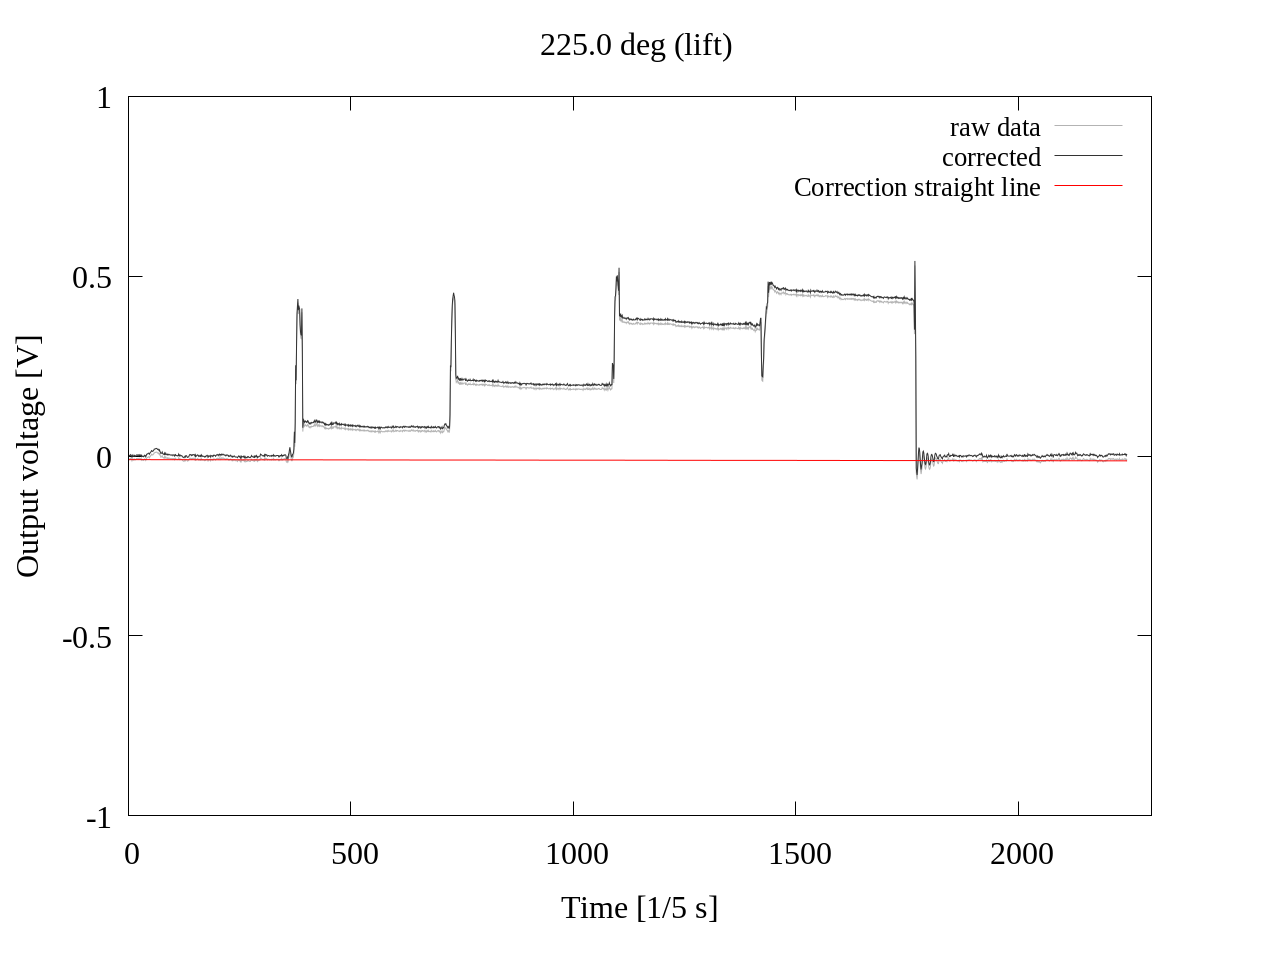 225.0 deg (lift)
1
raw data
corrected
Correction straight line
0.5
0
-0.5
-1
Output voltage [V]
0 500 1000 1500 2000
Time [1/5 s]